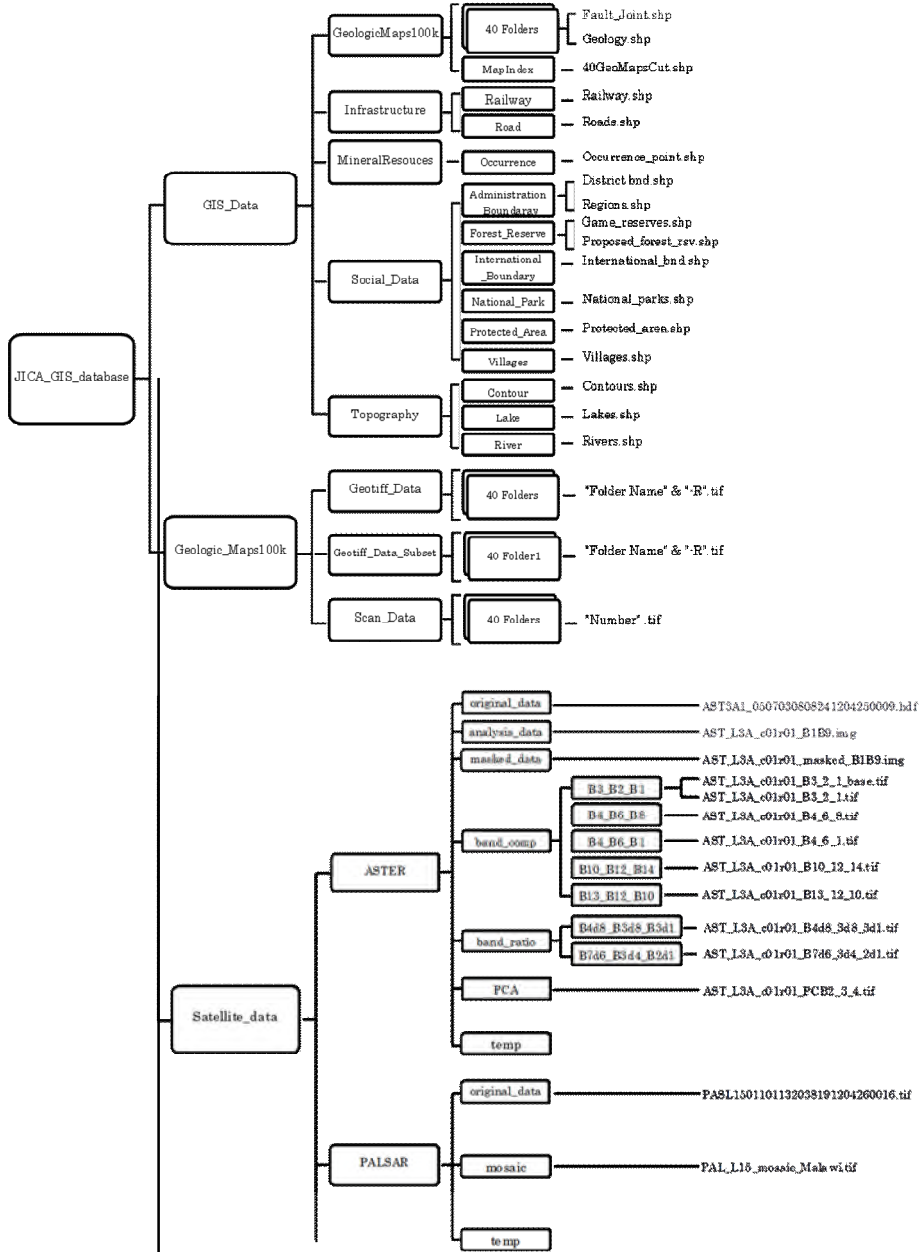 JICA_GIS_database
GIS_Data
GeologicMaps100k
40 Folders
Fault_Joint.shp
Geology.shp
MapIndex
40GeoMapsCut.shp
Infrastructure
Railway
Railway.shp
Road
Roads.shp
MineralResouces
Occurrence
Occurrence_point.shp
Social_Data
Administration
_Boundaray
District bnd.shp
Regions.shp
Forest_Reserve
Game_reserves.shp
Proposed_forest_rsv.shp
International
_Boundary
International_bnd.shp
National_Park
National_parks.shp
Protected_Area
Protected_area.shp
Villages
Villages.shp
Topography
Contour
Contours.shp
Lake
Lakes.shp
River
Rivers.shp
Geologic_Maps100k
Geotiff_Data
40 Folders
"Folder Name" & "-R".tif
Geotiff_Data_Subset
40 Folder1
"Folder Name" & "-R".tif
Scan_Data
40 Folders
"Number" .tif
Satellite_data
ASTER
original_data
AST3A1_0507030808241204250009.hdf
analysis_data
AST_L3A_c01r01_B1B9.img
masked_data
AST_L3A_c01r01_masked_B1B9.img
band_comp
B3_B2_B1
AST_L3A_c01r01_B3_2_1_base.tif
AST_L3A_c01r01_B3_2_1.tif
B4_B6_B8
AST_L3A_c01r01_B4_6_8.tif
B4_B6_B1
AST_L3A_c01r01_B4_6_1.tif
B10_B12_B14
AST_L3A_c01r01_B10_12_14.tif
B13_B12_B10
AST_L3A_c01r01_B13_12_10.tif
band_ratio
B4d8_B3d8_B3d1
AST_L3A_c01r01_B4d8_3d8_3d1.tif
B7d6_B3d4_B2d1
AST_L3A_c01r01_B7d6_3d4_2d1.tif
PCA
AST_L3A_c01r01_PCB2_3_4.tif
temp
PALSAR
original_data
PASL1501101132038191204260016.tif
mosaic
PAL_L15_mosaic_Malawi.tif
temp